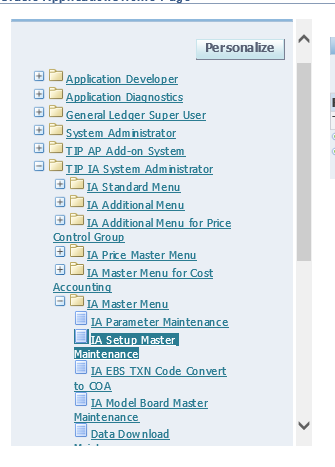 Personalize
Application Developer
Application Diagnostics
General Ledger Super User
System Administrator
TIP AP Add-on System
TIP IA System Administrator
IA Standard Menu
IA Additional Menu
IA Additional Menu for Price
Control Group
IA Price Master Menu
IA Master Menu for Cost
Accounting
IA Master Menu
IA Parameter Maintenance
IA Setup Master
Maintenance
IA EBS TXN Code Convert
to COA
IA Model Board Master
Maintenance
Data Download